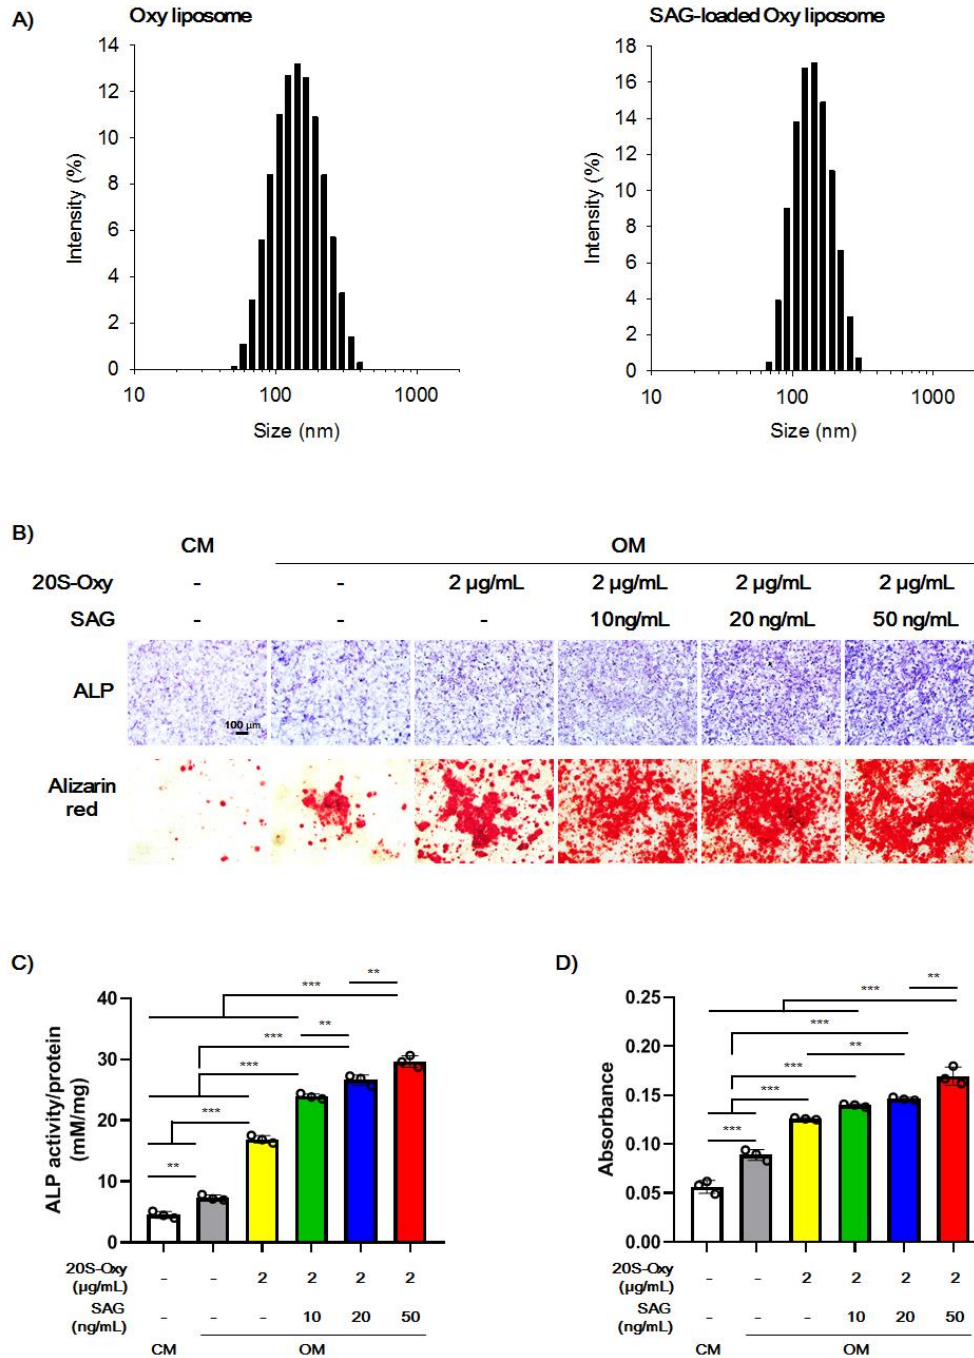 A)
Oxy liposome
SAG-loaded Oxy liposome
Intensity (%)
14
12
10
8
6
4
2
0
10
100
1000
Size (nm)
Intensity (%)
18
16
14
12
10
8
6
4
2
0
10
100
1000
Size (nm)
B)
CM
OM
20S-Oxy
-
-
2 µg/mL
2 µg/mL
2 µg/mL
2 µg/mL
SAG
-
-
-
10ng/mL
20 ng/mL
50 ng/mL
ALP
100 µm
Alizarin
red
C)
ALP activity/protein
(mM/mg)
40
30
20
10
0
**
***
***
***
**
***
**
20S-Oxy
(µg/mL)
-
-
2
2
2
2
SAG
(ng/mL)
-
-
-
10
20
50
CM
OM
D)
Absorbance
0.25
0.20
0.15
0.10
0.05
0.00
***
***
***
**
***
***
**
20S-Oxy
(µg/mL)
-
-
2
2
2
2
SAG
(ng/mL)
-
-
-
10
20
50
CM
OM